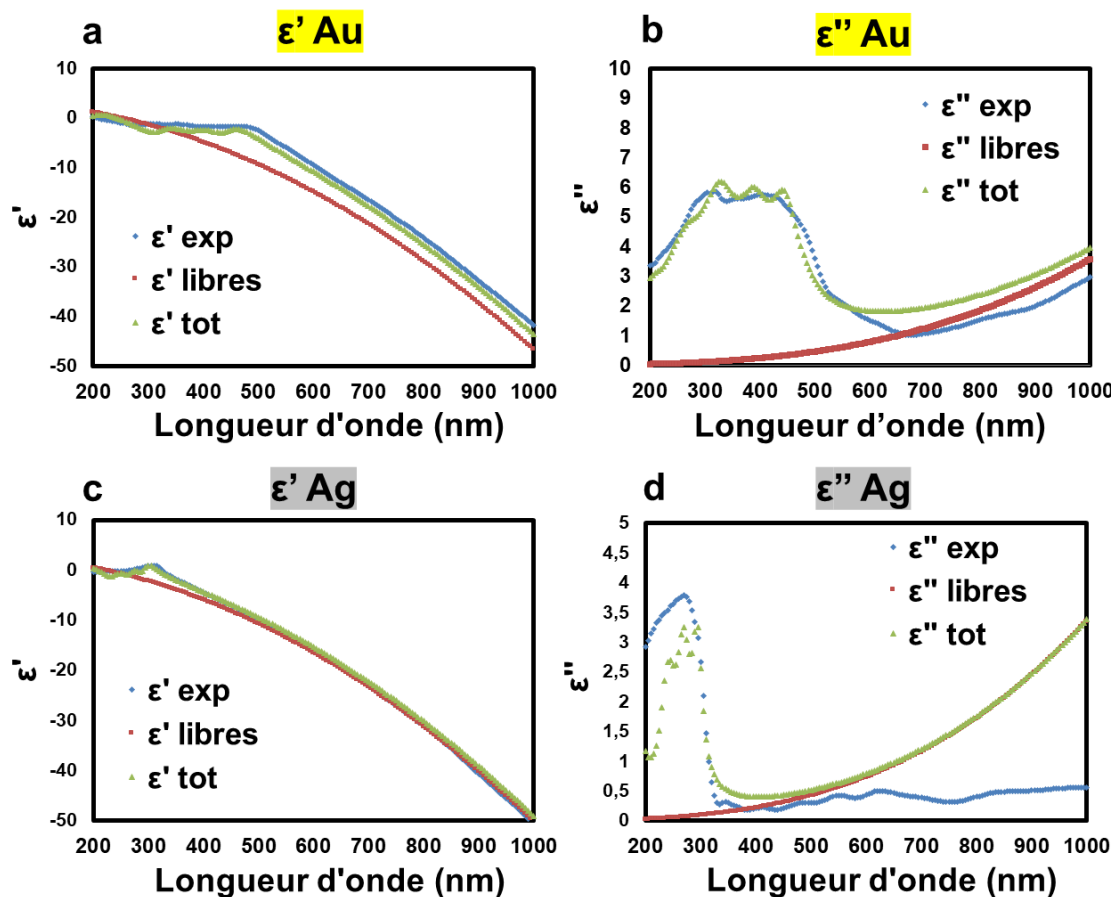 a
ε’ Au
10
0
-10
-20
-30
-40
-50
ε'
ε' exp
ε' libres
ε' tot
200 300 400 500 600 700 800 900 1000
Longueur d'onde (nm)
b
ε’’ Au
10
9
8
7
6
5
4
3
2
1
0
ε''
ε'' exp
ε'' libres
ε'' tot
200 300 400 500 600 700 800 900 1000
Longueur d’onde (nm)
c
ε’ Ag
10
0
-10
-20
-30
-40
-50
ε'
ε' exp
ε' libres
ε' tot
200 300 400 500 600 700 800 900 1000
Longueur d'onde (nm)
d
ε’’ Ag
5
4,5
4
3,5
3
2,5
2
1,5
1
0,5
0
ε''
ε'' exp
ε'' libres
ε'' tot
200 300 400 500 600 700 800 900 1000
Longueur d'onde (nm)